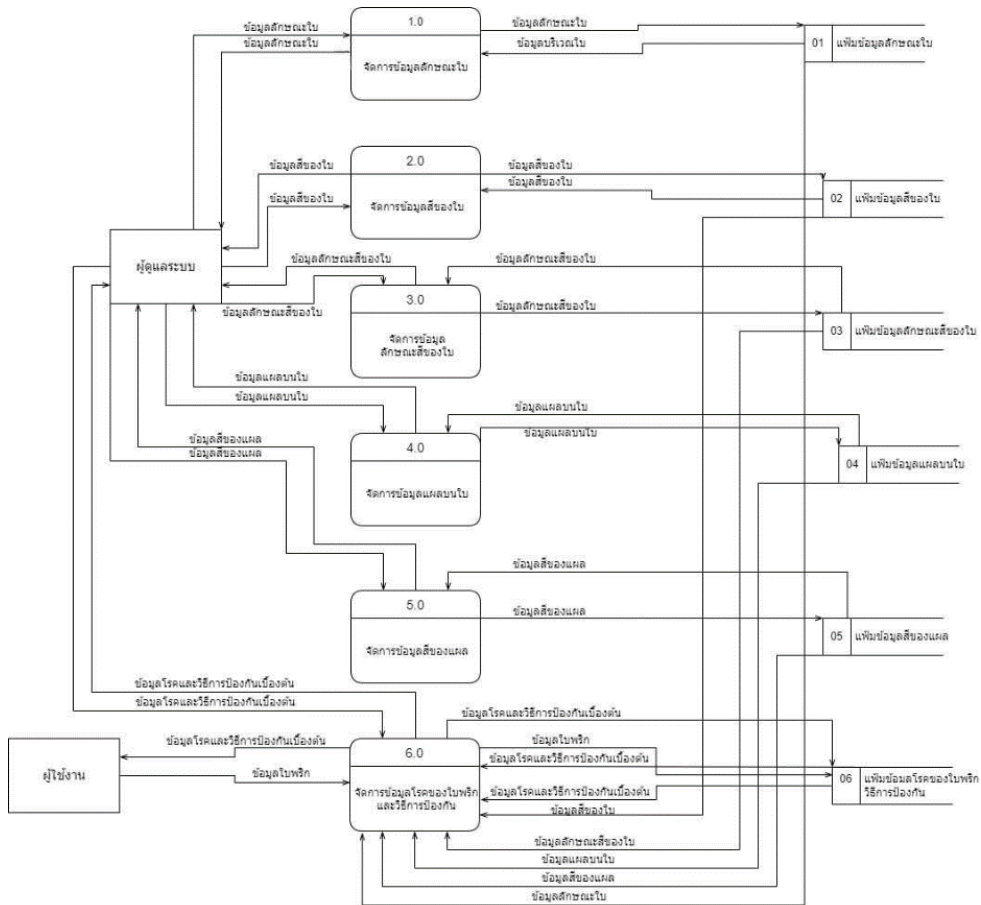 ข้อมูลลักษณะใบ
1.0
ข้อมูลลักษณะใบ
ข้อมูลลักษณะใบ
ข้อมูลบริเวณใบ
01
แฟ้มข้อมูลลักษณะใบ
จัดการข้อมูลลักษณะใบ
ข้อมูลสีของใบ
2.0
ข้อมูลสีของใบ
ข้อมูลสีของใบ
ข้อมูลสีของใบ
จัดการข้อมูลสีของใบ
02
แฟ้มข้อมูลสีของใบ
ผู้ดูแลระบบ
ข้อมูลลักษณะสีของใบ
ข้อมูลลักษณะสีของใบ
3.0
ข้อมูลลักษณะสีของใบ
ข้อมูลลักษณะสีของใบ
จัดการข้อมูล
ลักษณะสีของใบ
03
แฟ้มข้อมูลลักษณะสีของใบ
ข้อมูลแผลบนใบ
ข้อมูลแผลบนใบ
ข้อมูลแผลบนใบ
ข้อมูลแผลบนใบ
4.0
จัดการข้อมูลแผลบนใบ
04
แฟ้มข้อมูลแผลบนใบ
ข้อมูลสีของแผล
ข้อมูลสีของแผล
ข้อมูลสีของแผล
5.0
ข้อมูลสีของแผล
จัดการข้อมูลสีของแผล
05
แฟ้มข้อมูลสีของแผล
ข้อมูลโรคและวิธีการป้องกันเบื้องต้น
ข้อมูลโรคและวิธีการป้องกันเบื้องต้น
ข้อมูลโรคและวิธีการป้องกันเบื้องต้น
ผู้ใช้งาน
ข้อมูลโรคและวิธีการป้องกันเบื้องต้น
ข้อมูลใบพริก
6.0
จัดการข้อมูลโรคของใบพริก
และวิธีการป้องกัน
ข้อมูลใบพริก
ข้อมูลโรคและวิธีการป้องกันเบื้องต้น
ข้อมูลโรคและวิธีการป้องกันเบื้องต้น
ข้อมูลสีของใบ
06
แฟ้มข้อมูลโรคของใบพริก
วิธีการป้องกัน
ข้อมูลลักษณะสีของใบ
ข้อมูลแผลบนใบ
ข้อมูลสีของแผล
ข้อมูลลักษณะใบ